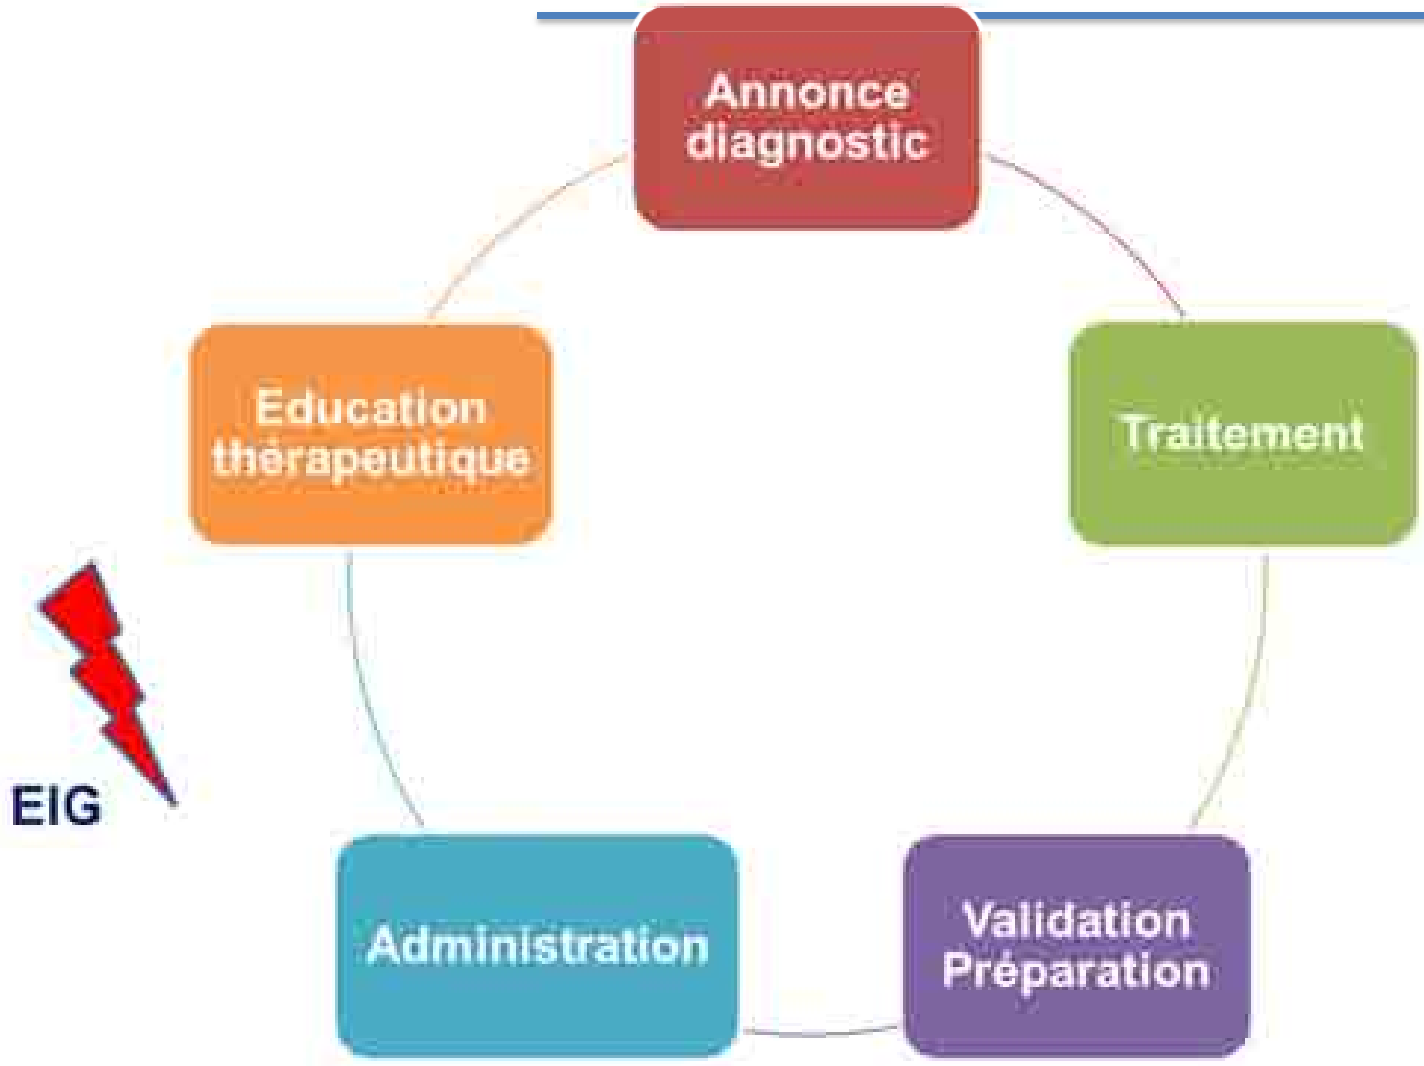 Annonce
diagnostic
Education
thérapeutique
Traitement
EIG
Administration
Validation
Préparation